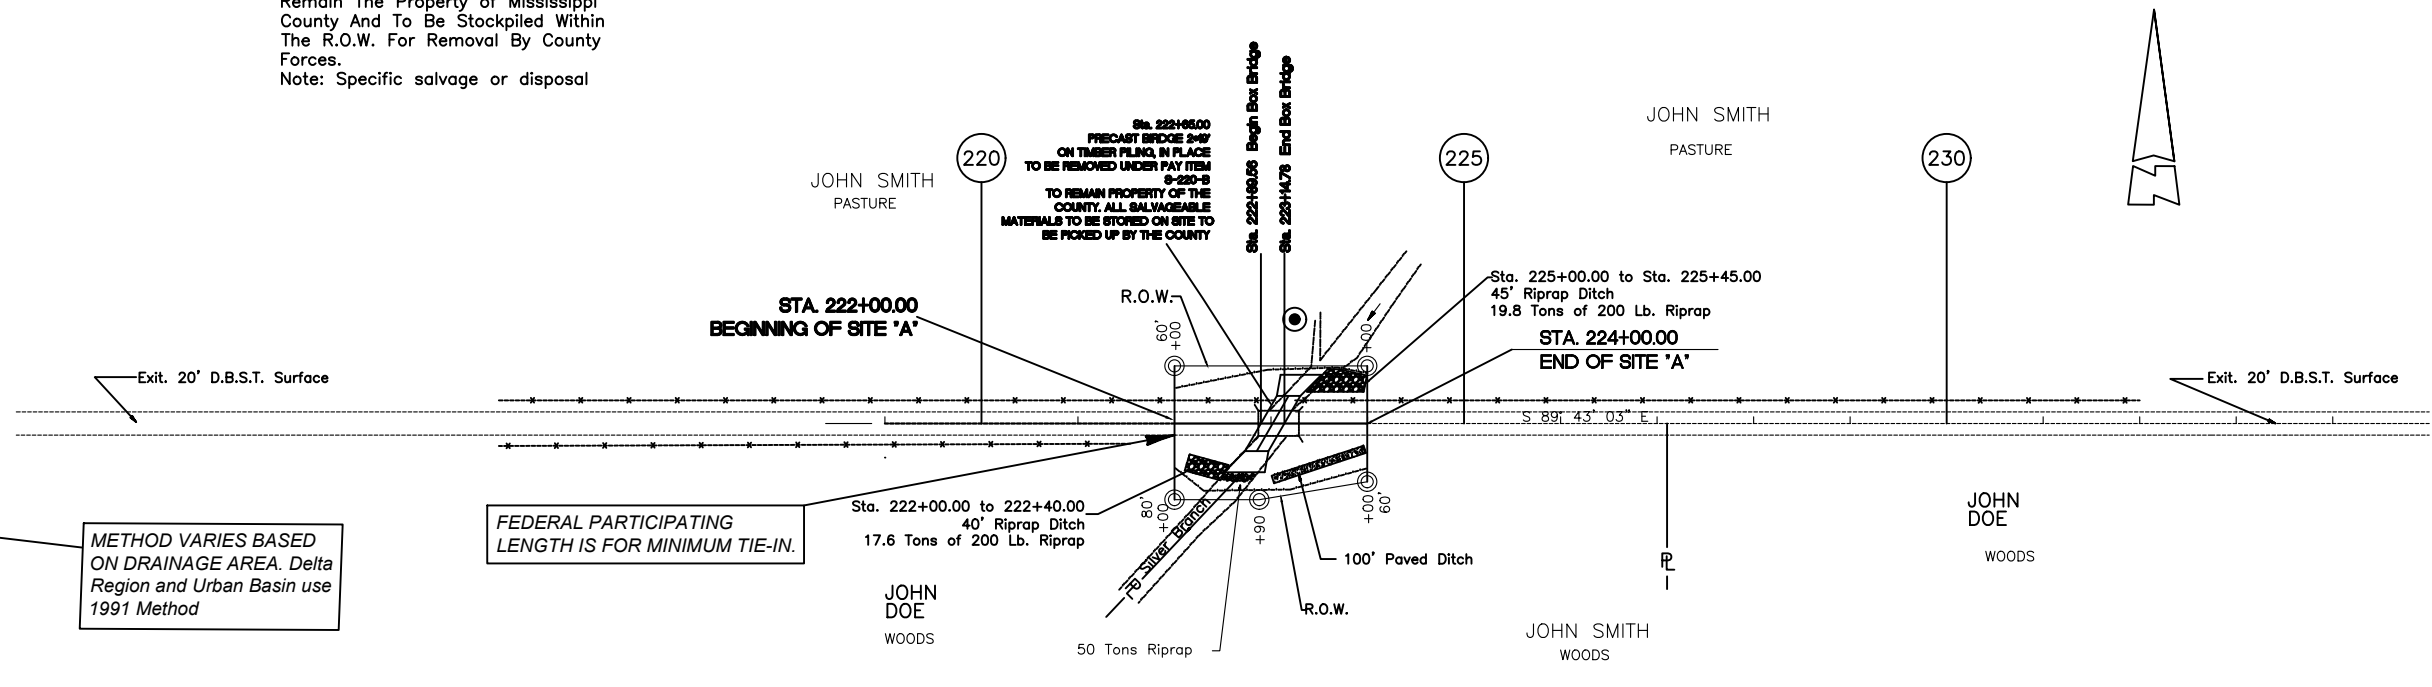 Remain The Property of Mississippi
County And To Be Stockpiled Within
The R.O.W. For Removal By County
Forces.
Note: Specific salvage or disposal
Sta. 222+65.00
PRECAST BIRDGE 2@19'
ON TIMBER PILING, IN PLACE
TO BE REMOVED UNDER PAY ITEM
S-220-B
TO REMAIN PROPERTY OF THE
COUNTY. ALL SALVAGEABLE
MATERIALS TO BE STORED ON SITE TO
BE PICKED UP BY THE COUNTY
Sta. 222+89.56 Begin Box Bridge
Sta. 223+14.76 End Box Bridge
JOHN SMITH
PASTURE
220
225
230
JOHN SMITH
PASTURE
N
STA. 222+00.00
BEGINNING OF SITE "A"
R.O.W.
60'
+00
+00
Sta. 225+00.00 to Sta. 225+45.00
45' Riprap Ditch
19.8 Tons of 200 Lb. Riprap
STA. 224+00.00
END OF SITE "A"
Exit. 20' D.B.S.T. Surface
Exit. 20' D.B.S.T. Surface
S 89° 43' 03" E
METHOD VARIES BASED
ON DRAINAGE AREA. Delta
Region and Urban Basin use
1991 Method
FEDERAL PARTICIPATING
LENGTH IS FOR MINIMUM TIE-IN.
Sta. 222+00.00 to 222+40.00
40' Riprap Ditch
17.6 Tons of 200 Lb. Riprap
80'
+00
+90
+00
60'
Silver Branch
PL
100' Paved Ditch
R.O.W.
50 Tons Riprap
JOHN
DOE
WOODS
PL
JOHN SMITH
WOODS
JOHN
DOE
WOODS